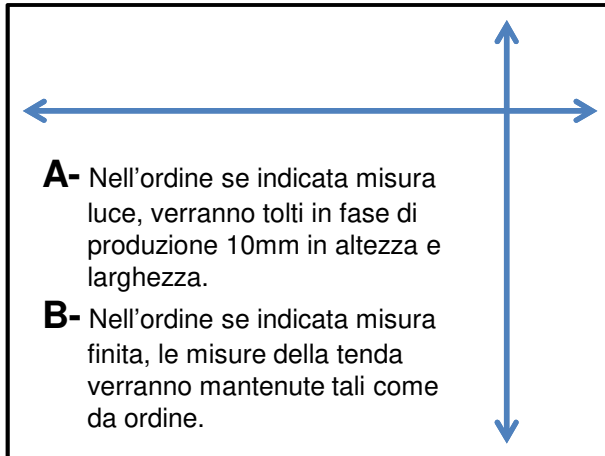 A- Nell’ordine se indicata misura
luce, verranno tolti in fase di
produzione 10mm in altezza e
larghezza.
B- Nell’ordine se indicata misura
finita, le misure della tenda
verranno mantenute tali come
da ordine.